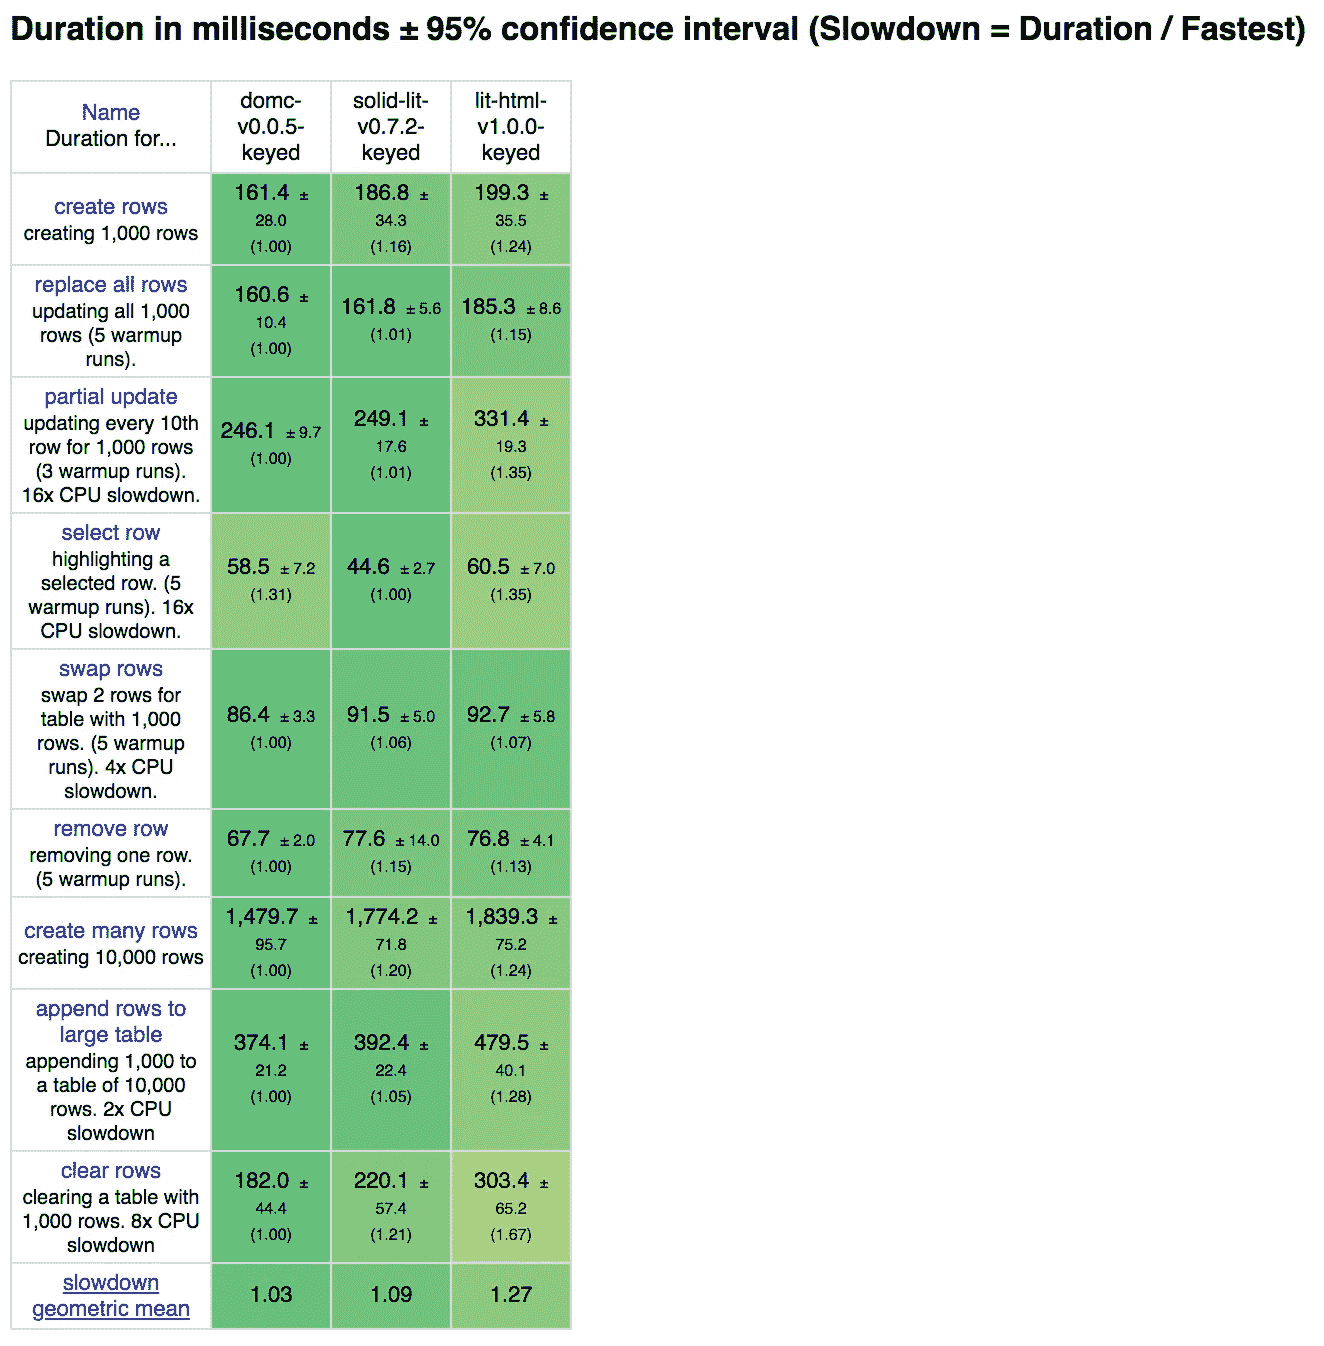 Duration in milliseconds ± 95% confidence interval (Slowdown = Duration / Fastest)
Name
Duration for...
domc-
v0.0.5-
keyed
solid-lit-
v0.7.2-
keyed
lit-html-
v1.0.0-
keyed
create rows
creating 1,000 rows
161.4 ±
28.0
(1.00)
186.8 ±
34.3
(1.16)
199.3 ±
35.5
(1.24)
replace all rows
updating all 1,000
rows (5 warmup
runs).
160.6 ±
10.4
(1.00)
161.8 ± 5.6
(1.01)
185.3 ± 8.6
(1.15)
partial update
updating every 10th
row for 1,000 rows
(3 warmup runs).
16x CPU slowdown.
246.1 ± 9.7
(1.00)
249.1 ±
17.6
(1.01)
331.4 ±
19.3
(1.35)
select row
highlighting a
selected row. (5
warmup runs). 16x
CPU slowdown.
58.5 ± 7.2
(1.31)
44.6 ± 2.7
(1.00)
60.5 ± 7.0
(1.35)
swap rows
swap 2 rows for
table with 1,000
rows. (5 warmup
runs). 4x CPU
slowdown.
86.4 ± 3.3
(1.00)
91.5 ± 5.0
(1.06)
92.7 ± 5.8
(1.07)
remove row
removing one row.
(5 warmup runs).
67.7 ± 2.0
(1.00)
77.6 ± 14.0
(1.15)
76.8 ± 4.1
(1.13)
create many rows
creating 10,000 rows
1,479.7 ±
95.7
(1.00)
1,774.2 ±
71.8
(1.20)
1,839.3 ±
75.2
(1.24)
append rows to
large table
appending 1,000 to
a table of 10,000
rows. 2x CPU
slowdown
374.1 ±
21.2
(1.00)
392.4 ±
22.4
(1.05)
479.5 ±
40.1
(1.28)
clear rows
clearing a table with
1,000 rows. 8x CPU
slowdown
182.0 ±
44.4
(1.00)
220.1 ±
57.4
(1.21)
303.4 ±
65.2
(1.67)
slowdown
geometric mean
1.03
1.09
1.27